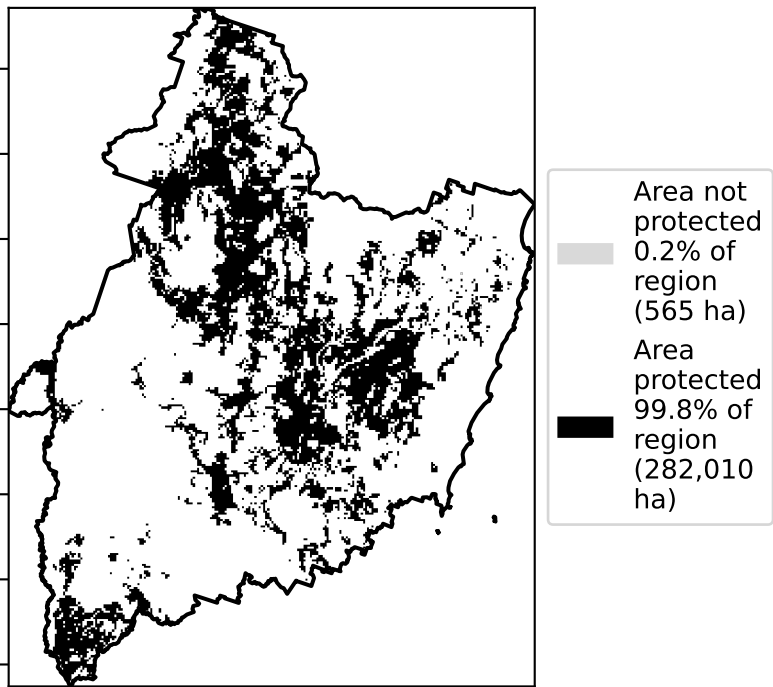 Area not
protected
0.2% of
region
(565 ha)
Area
protected
99.8% of
region
(282,010
ha)